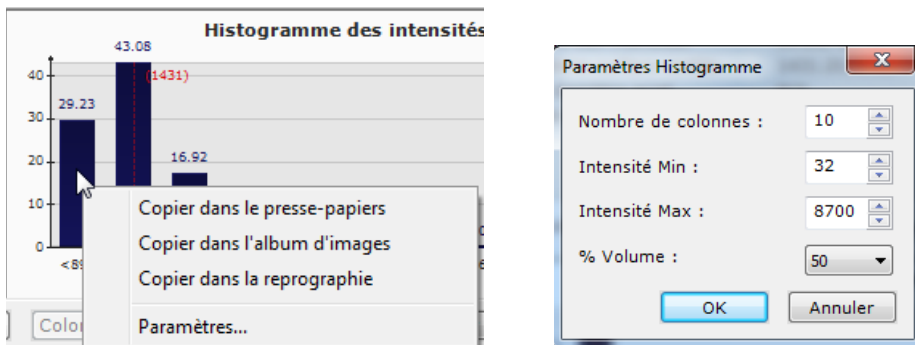 Histogramme des intensités
43.08
40
(1431)
29.23
30
16.92
20
10
0
Copier dans le presse-papiers
Copier dans l'album d'images
Copier dans la reprographie
Paramètres...
Paramètres Histogramme
Nombre de colonnes : 10
Intensité Min : 32
Intensité Max : 8700
% Volume : 50
OK Annuler